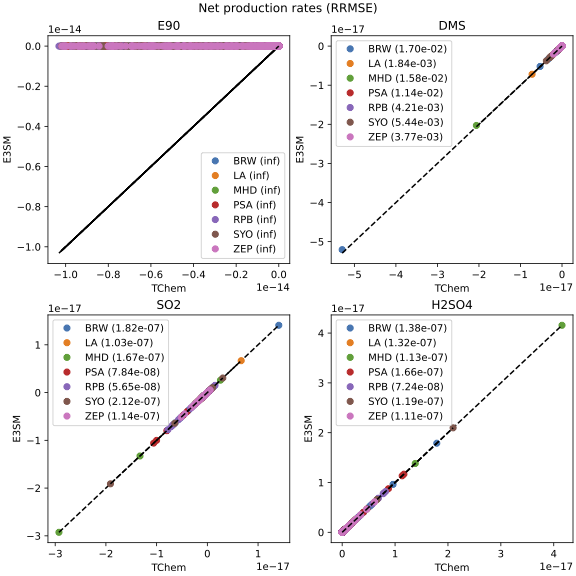 Net production rates (RRMSE)
E90
1e−14
0.0
−0.2
−0.4
−0.6
−0.8
−1.0
E3SM
BRW (inf)
LA (inf)
MHD (inf)
PSA (inf)
RPB (inf)
SYO (inf)
ZEP (inf)
−1.0 −0.8 −0.6 −0.4 −0.2 0.0
TChem
1e−14
DMS
1e−17
0
−1
−2
−3
−4
−5
E3SM
BRW (1.70e-02)
LA (1.84e-03)
MHD (1.58e-02)
PSA (1.14e-02)
RPB (4.21e-03)
SYO (5.44e-03)
ZEP (3.77e-03)
−5 −4 −3 −2 −1 0
TChem
1e−17
SO2
1e−17
1
0
−1
−2
−3
E3SM
BRW (1.82e-07)
LA (1.03e-07)
MHD (1.67e-07)
PSA (7.84e-08)
RPB (5.65e-08)
SYO (2.12e-07)
ZEP (1.14e-07)
−3 −2 −1 0 1
TChem
1e−17
H2SO4
1e−17
4
3
2
1
0
E3SM
BRW (1.38e-07)
LA (1.32e-07)
MHD (1.13e-07)
PSA (1.66e-07)
RPB (7.24e-08)
SYO (1.19e-07)
ZEP (1.11e-07)
0 1 2 3 4
TChem
1e−17